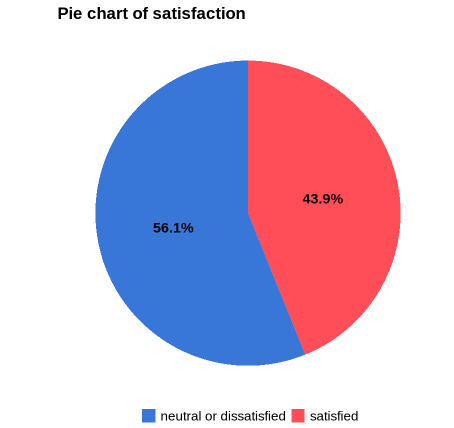 Pie chart of satisfaction
43.9%
56.1%
neutral or dissatisfied satisfied